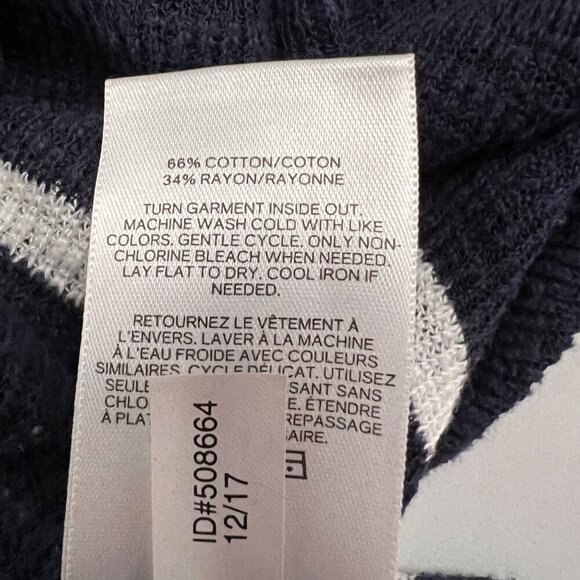 66% COTTON/COTON
34% RAYON/RAYONNE
TURN GARMENT INSIDE OUT.
MACHINE WASH COLD WITH LIKE
COLORS. GENTLE CYCLE. ONLY NON-
CHLORINE BLEACH WHEN NEEDED.
LAY FLAT TO DRY. COOL IRON IF
NEEDED.
RETOURNEZ LE VÊTEMENT À
L'ENVERS. LAVER À LA MACHINE
À L'EAU FROIDE AVEC COULEURS
SIMILAIRES. CYCLE DÉLICAT. UTILISEZ
SANS
ÉTENDRE
À REPASSAGE
ID#508664
12/17